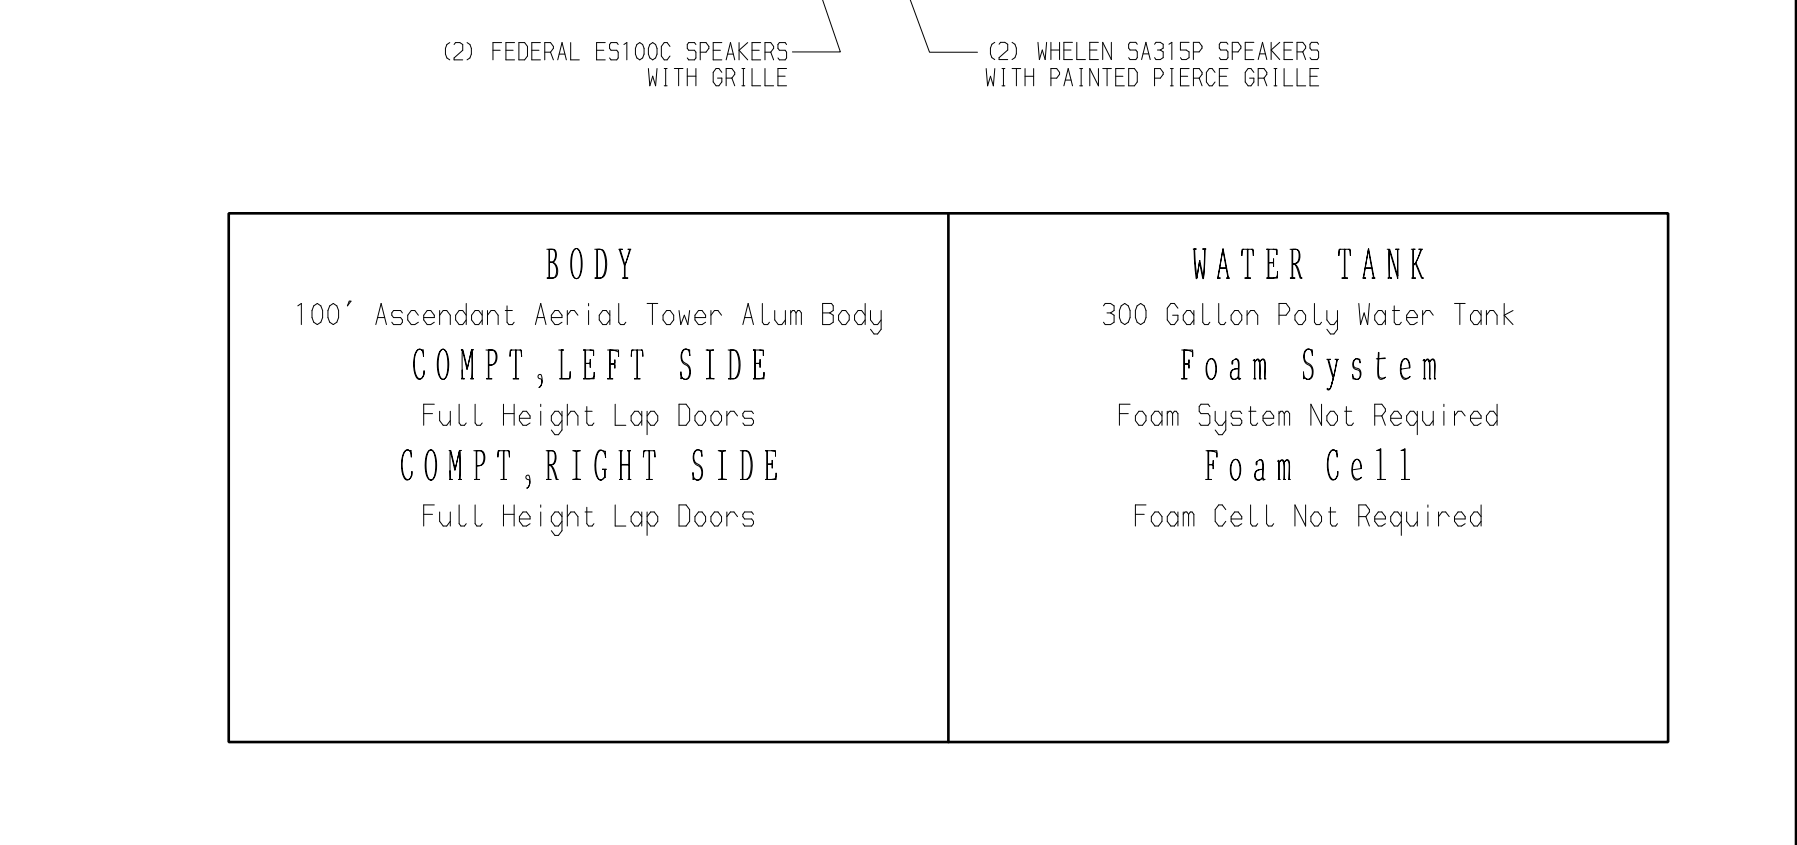 (2) FEDERAL ES100C SPEAKERS
WITH GRILLE
(2) WHELEN SA315P SPEAKERS
WITH PAINTED PIERCE GRILLE
BODY
100' Ascendant Aerial Tower Alum Body
COMPT,LEFT SIDE
Full Height Lap Doors
COMPT,RIGHT SIDE
Full Height Lap Doors
WATER TANK
300 Gallon Poly Water Tank
Foam System
Foam System Not Required
Foam Cell
Foam Cell Not Required